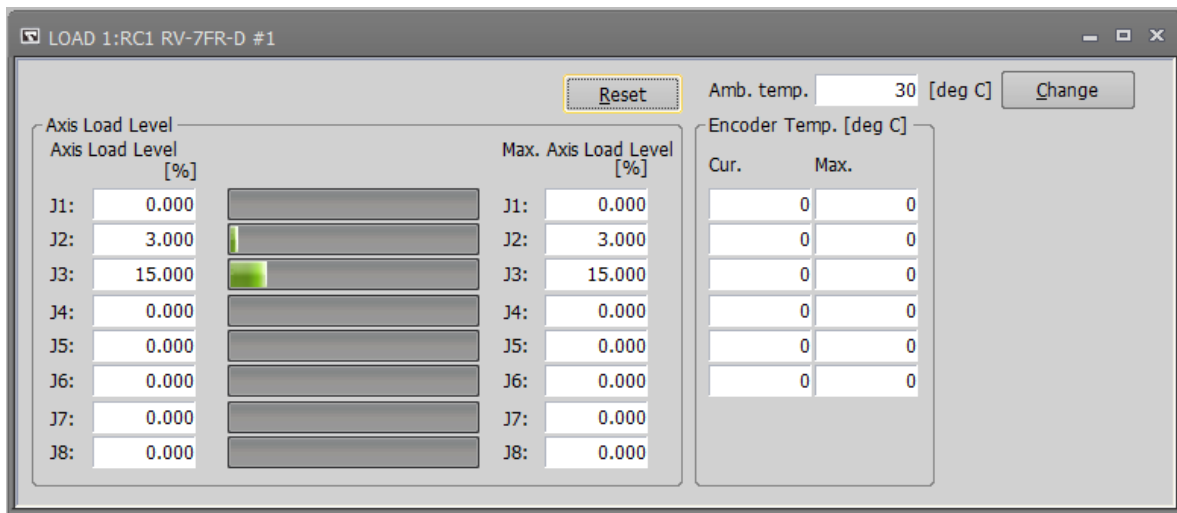 LOAD 1:RC1 RV-7FR-D #1
Reset Amb. temp. 30 [deg C] Change
Axis Load Level Encoder Temp. [deg C]
Axis Load Level Max. Axis Load Level
[%] [%] Cur. Max.
J1: 0.000 J1: 0.000 0 0
J2: 3.000 J2: 3.000 0 0
J3: 15.000 J3: 15.000 0 0
J4: 0.000 J4: 0.000 0 0
J5: 0.000 J5: 0.000 0 0
J6: 0.000 J6: 0.000 0 0
J7: 0.000 J7: 0.000
J8: 0.000 J8: 0.000